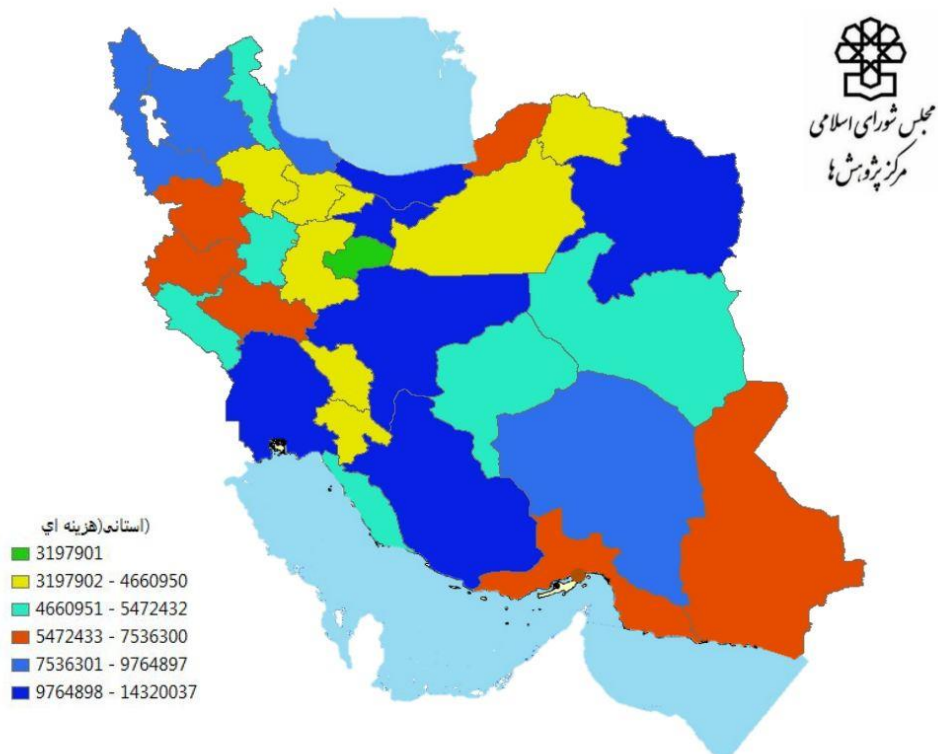 مجلس شورای اسلامی
مرکز پژوهش ها
(استانی(هزینه اي
3197901
3197902 - 4660950
4660951 - 5472432
5472433 - 7536300
7536301 - 9764897
9764898 - 14320037